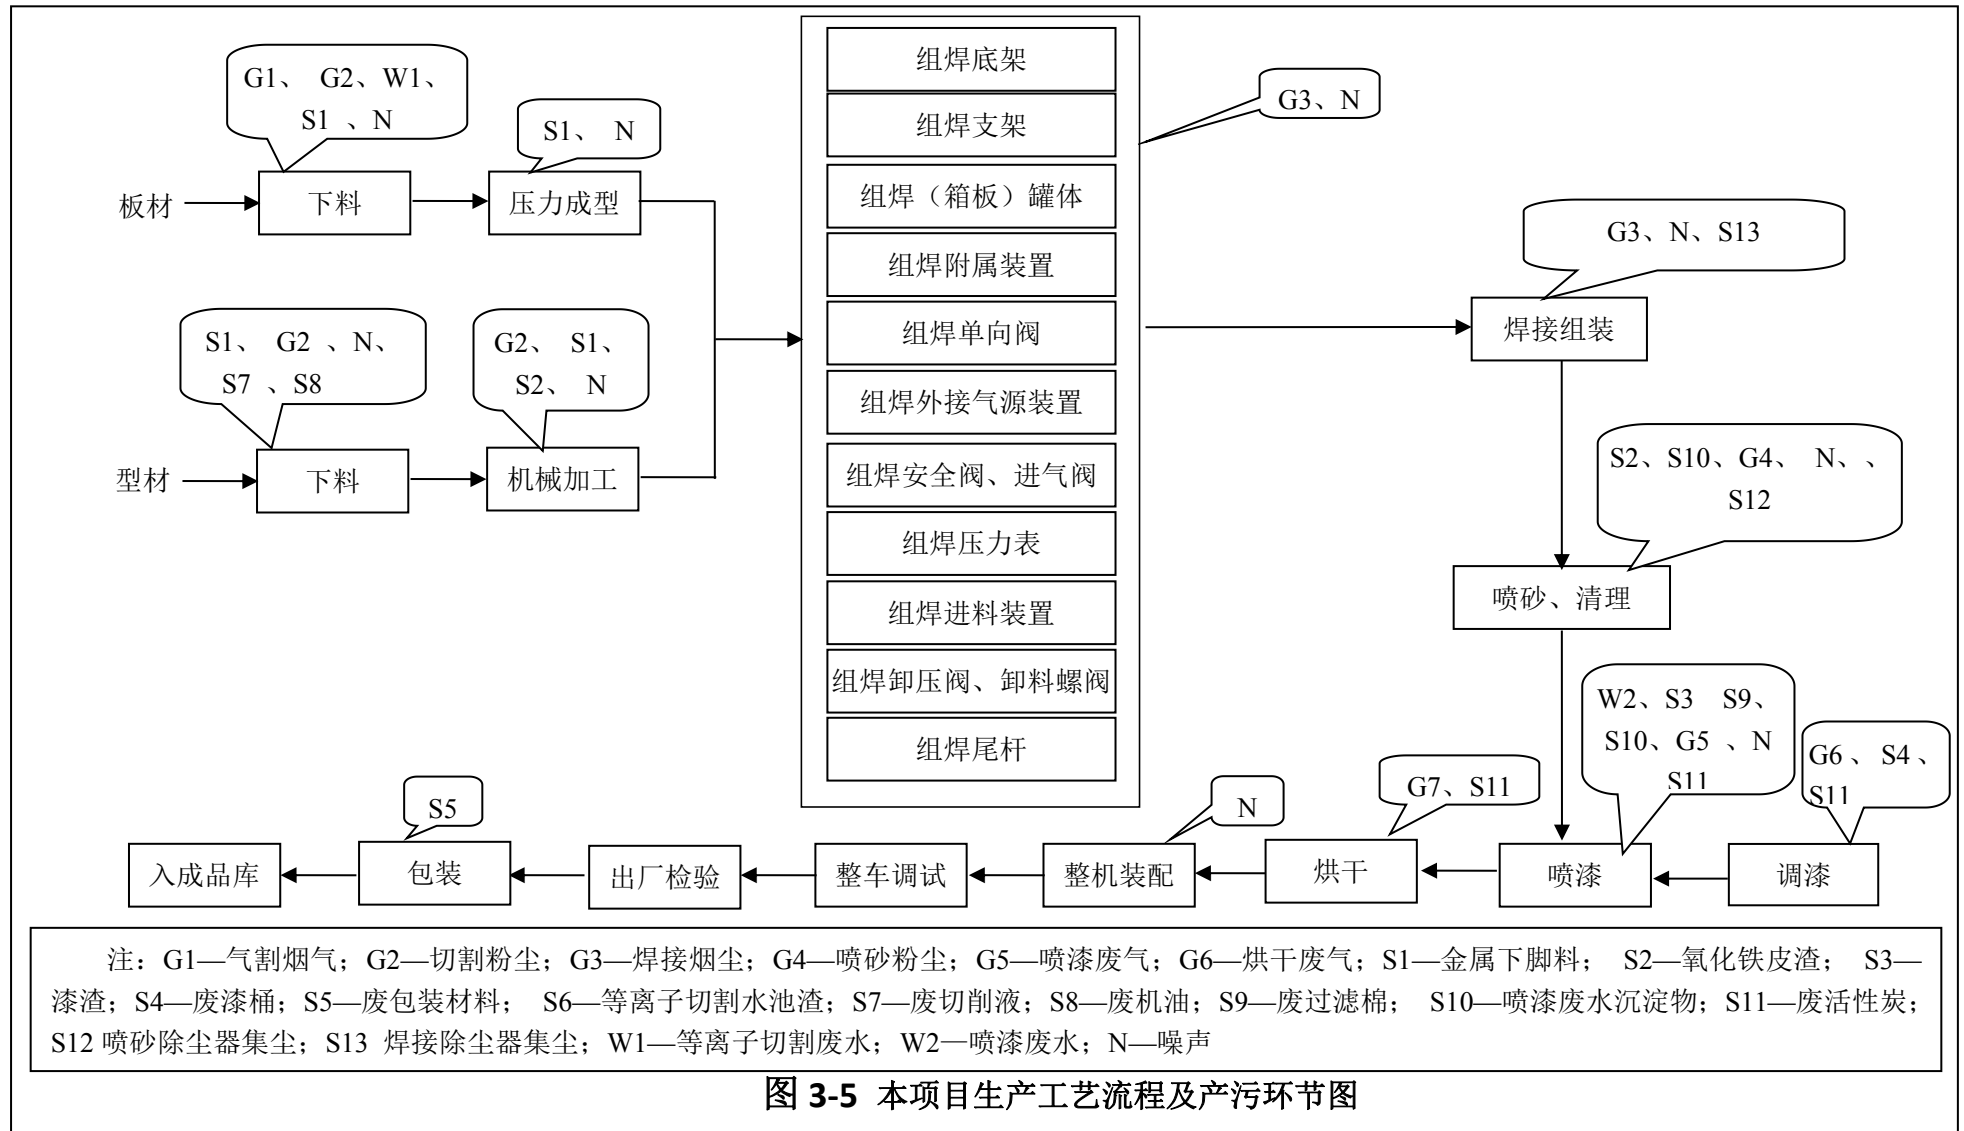 G1、 G2、W1、
S1 、N
S1、 N
板材
下料
压力成型
S1、 G2 、N、
S7 、S8
G2、 S1、
S2、 N
型材
下料
机械加工
组焊底架
组焊支架
组焊（箱板）罐体
组焊附属装置
组焊单向阀
组焊外接气源装置
组焊安全阀、进气阀
组焊压力表
组焊进料装置
组焊卸压阀、卸料螺阀
组焊尾杆
G3、N
G3、N、S13
焊接组装
S2、S10、G4、 N、、
S12
喷砂、清理
W2、S3 S9、
S10、G5 、N
S11
G6 、S4 、
S11
G7、S11
N
S5
入成品库
包装
出厂检验
整车调试
整机装配
烘干
喷漆
调漆
注：G1—气割烟气；G2—切割粉尘；G3—焊接烟尘；G4—喷砂粉尘；G5—喷漆废气；G6—烘干废气；S1—金属下脚料； S2—氧化铁皮渣； S3—
漆渣；S4—废漆桶；S5—废包装材料； S6—等离子切割水池渣；S7—废切削液；S8—废机油；S9—废过滤棉； S10—喷漆废水沉淀物；S11—废活性炭；
S12 喷砂除尘器集尘；S13 焊接除尘器集尘；W1—等离子切割废水；W2—喷漆废水；N—噪声
图 3-5 本项目生产工艺流程及产污环节图